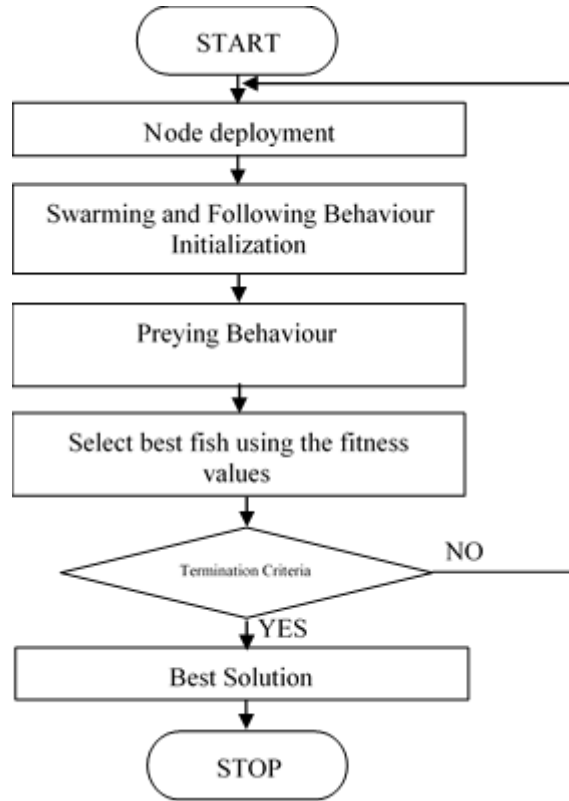 START
Node deployment
Swarming and Following Behaviour
Initialization
Preying Behaviour
Select best fish using the fitness
values
Termination Criteria
NO
YES
Best Solution
STOP